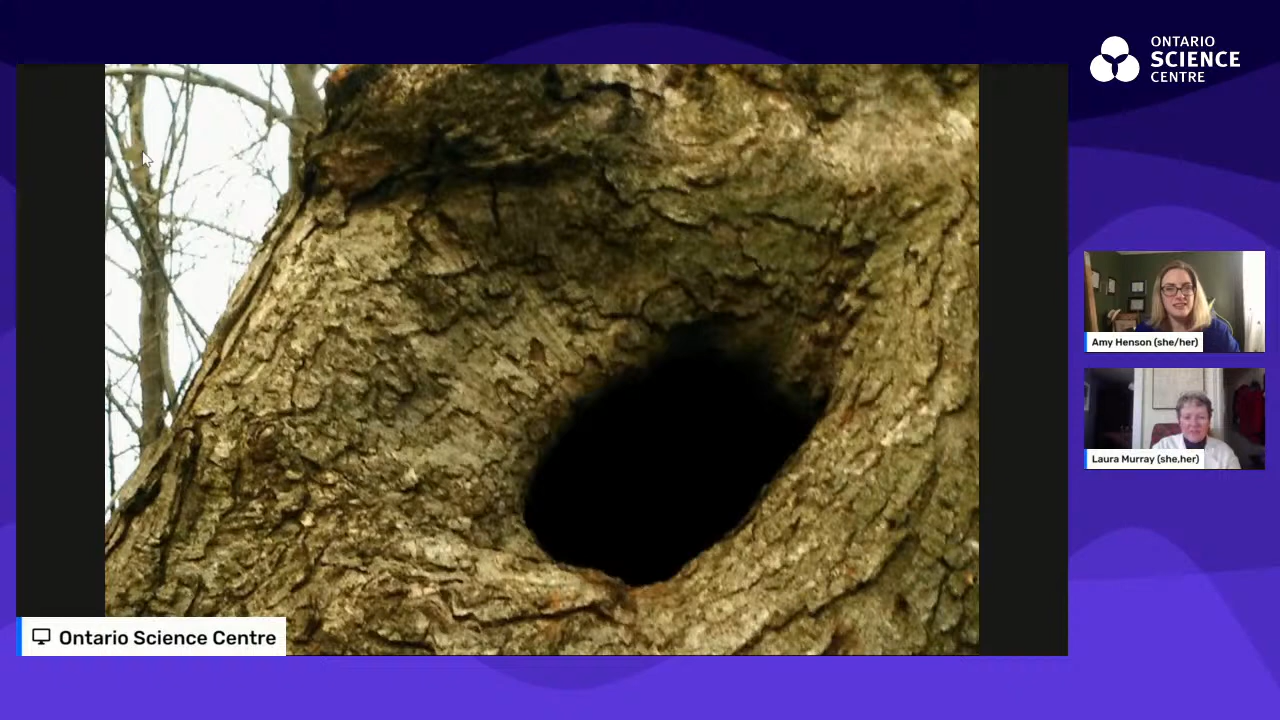 ONTARIO
SCIENCE
CENTRE
Amy Henson (she/her)
Laura Murray (she,her)
Ontario Science Centre